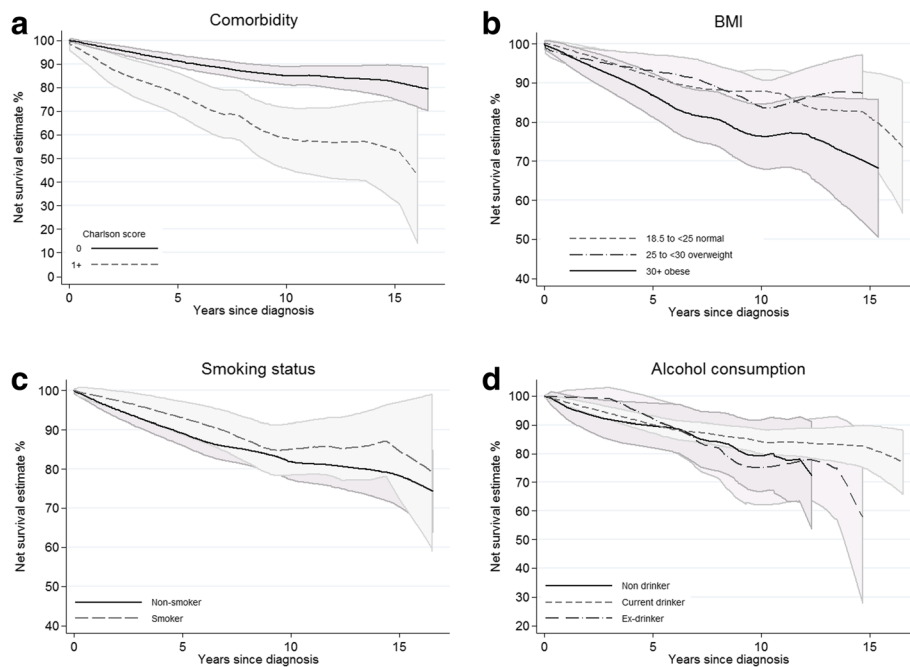 a
Comorbidity
Net survival estimate %
100
90
80
70
60
50
40
30
20
10
0
Charlson score
0
1+
0 5 10 15
Years since diagnosis
b
BMI
Net survival estimate %
100
90
80
70
60
50
40
18.5 to <25 normal
25 to <30 overweight
30+ obese
0 5 10 15
Years since diagnosis
c
Smoking status
Net survival estimate %
100
90
80
70
60
50
40
Non-smoker
Smoker
0 5 10 15
Years since diagnosis
d
Alcohol consumption
Net survival estimate %
100
90
80
70
60
50
40
30
20
Non drinker
Current drinker
Ex-drinker
0 5 10 15
Years since diagnosis